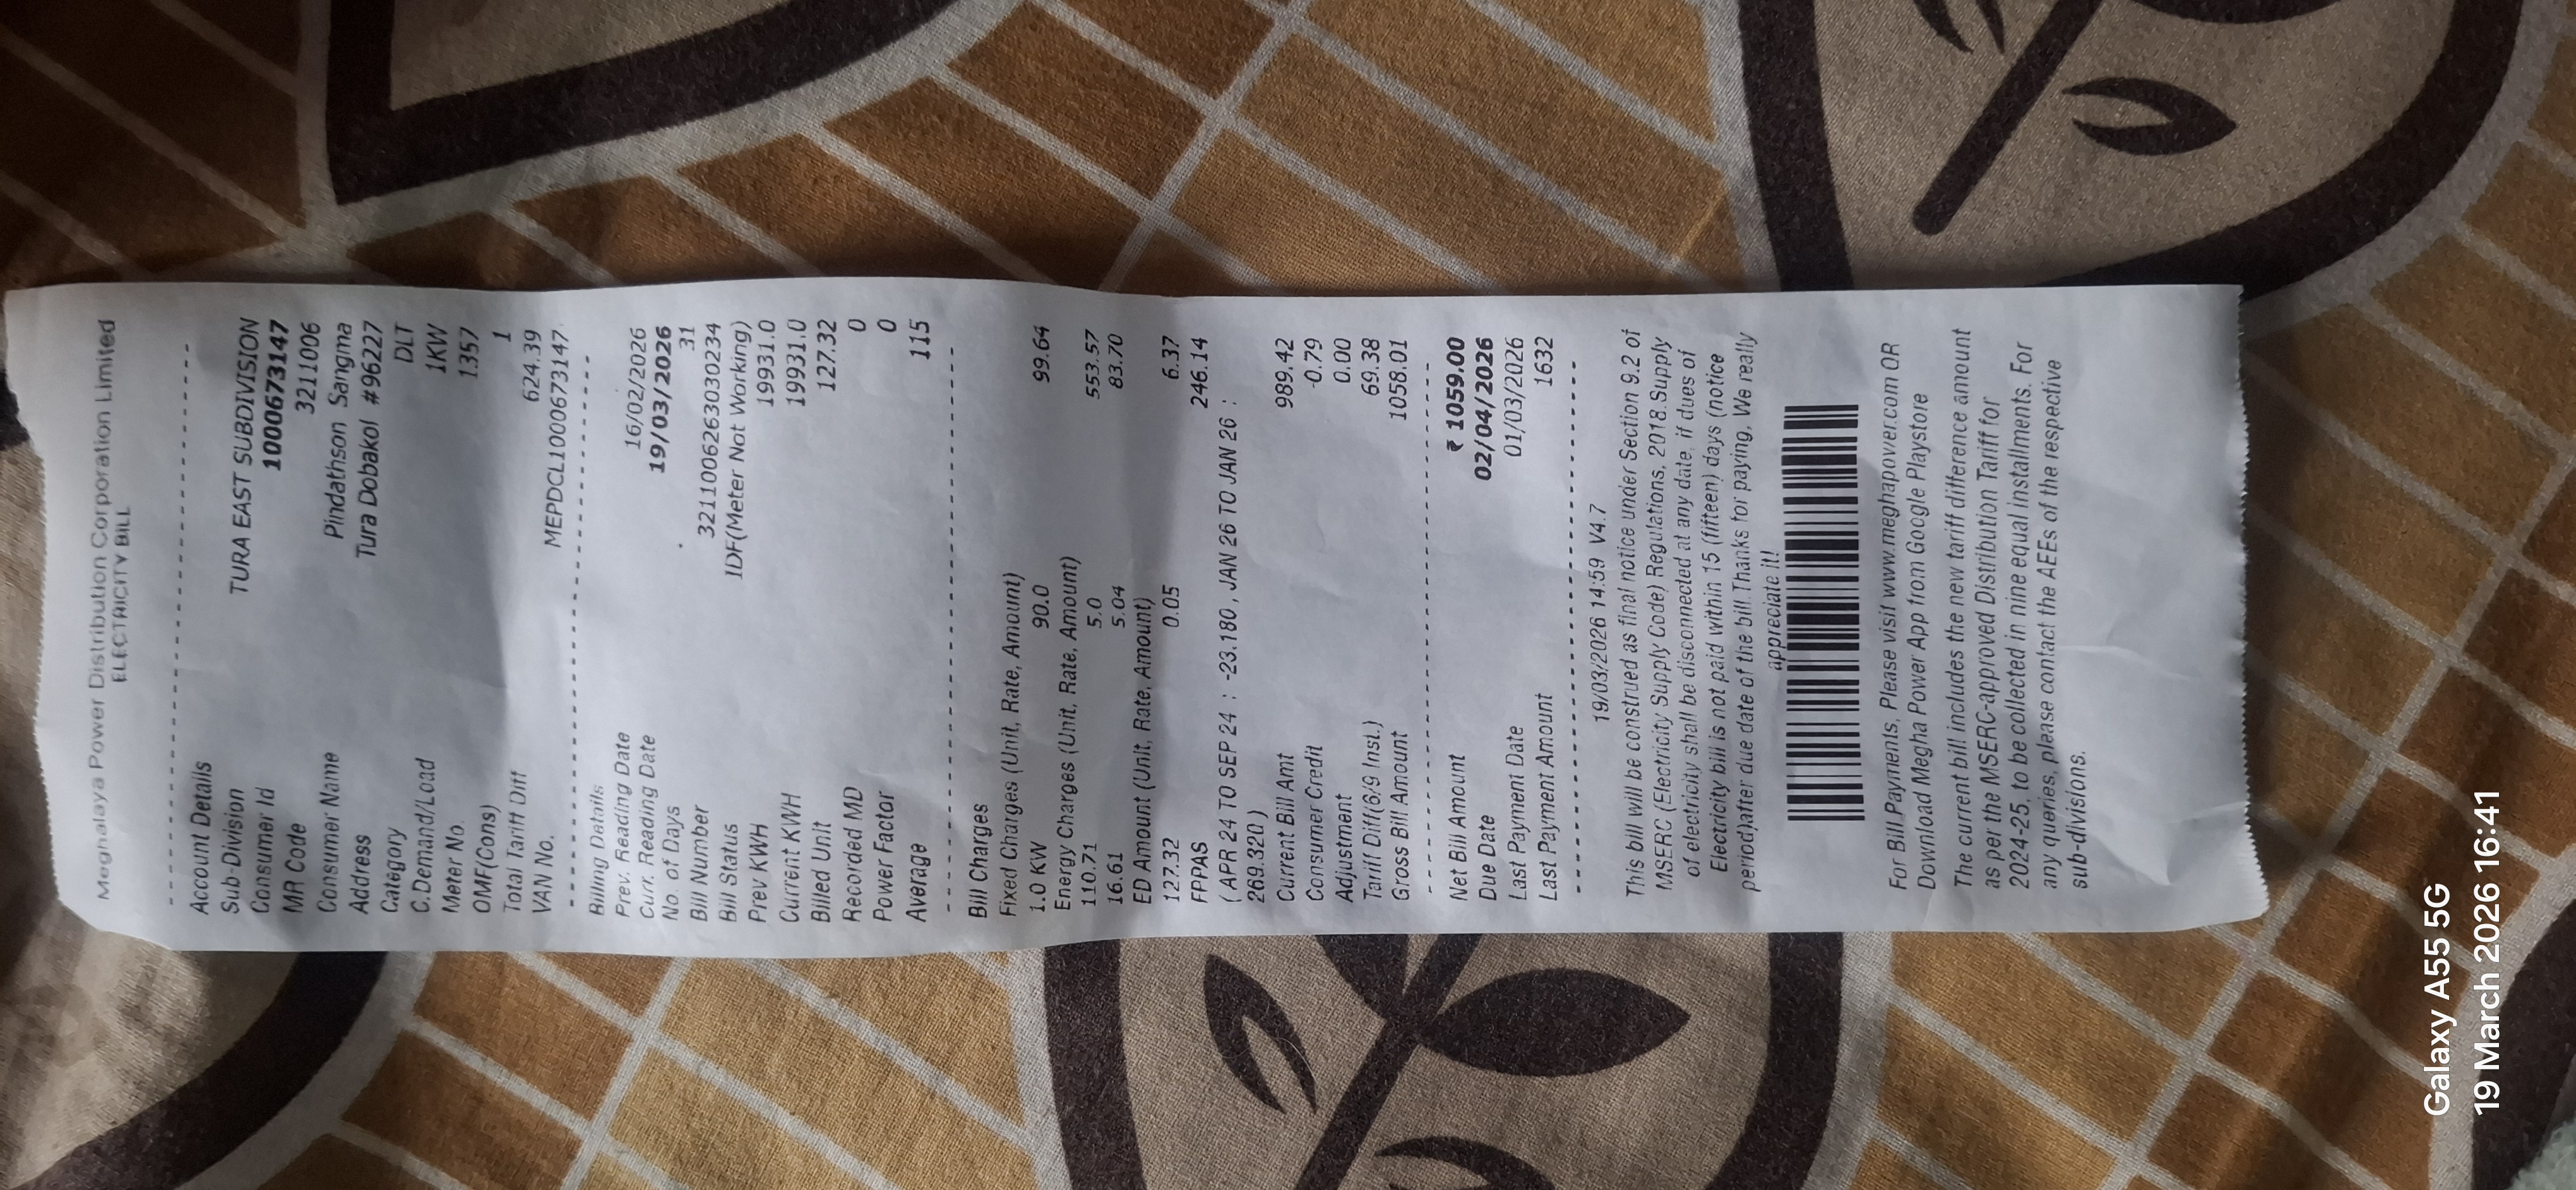 Meghalaya Power Distribution Corporation Limited
ELECTRICITY BILL
Account Details
Sub-Division TURA EAST SUBDIVISION
Consumer Id 1000673147
MR Code 3211006
Consumer Name Pindathson Sangma
Address Tura Dobakol #96227
Category DLT
C.Demand/Load 1KW
Meter No. 1357
OMF(Cons) 1
Total Tariff Diff 624.39
VAN No. MEPDCL1000673147
Billing Details
Prev. Reading Date 16/02/2026
Curr. Reading Date 19/03/2026
No. of Days 31
Bill Number 321100626303023​4
Bill Status IDF(Meter Not Working)
Prev KWH 19931.0
Current KWH 19931.0
Billed Unit 127.32
Recorded MD 0
Power Factor 0
Average 115
Bill Charges
Fixed Charges (Unit, Rate, Amount)
1.0 KW 90.0 99.64
Energy Charges (Unit, Rate, Amount)
110.71 5.0 553.57
16.61 5.04 83.70
ED Amount (Unit, Rate, Amount)
127.32 0.05 6.37
FPPAS 246.14
( APR 24 TO SEP 24 : -23.180, , JAN 26 TO JAN 26 :
269.320 )
Current Bill Amt 989.42
Consumer Credit -0.79
Adjustment 0.00
Tariff Diff(6/9 Inst.) 69.38
Gross Bill Amount 1058.01
Net Bill Amount ₹ 1059.00
Due Date 02/04/2026
Last Payment Date 01/03/2026
Last Payment Amount 1632
19/03/2026 14:59 V4.7
This bill will be construed as final notice under Section 9.2 of
MSERC (Electricity Supply Code) Regulations, 2018.Supply
of electricity shall be disconnected at any date, if dues of
Electricity bill is not paid within 15 (fifteen) days (notice
period)after due date of the bill.Thanks for paying, We really
appreciate it!
For Bill Payments, Please visit www.meghapover.com OR
Download Megha Power App from Google Playstore
The current bill includes the new tariff difference amount
as per the MSERC-approved Distribution Tariff for
2024-25, to be collected in nine equal installments. For
any queries, please contact the AEEs of the respective
sub-divisions.
Galaxy A55 5G
19 March 2026 16:41